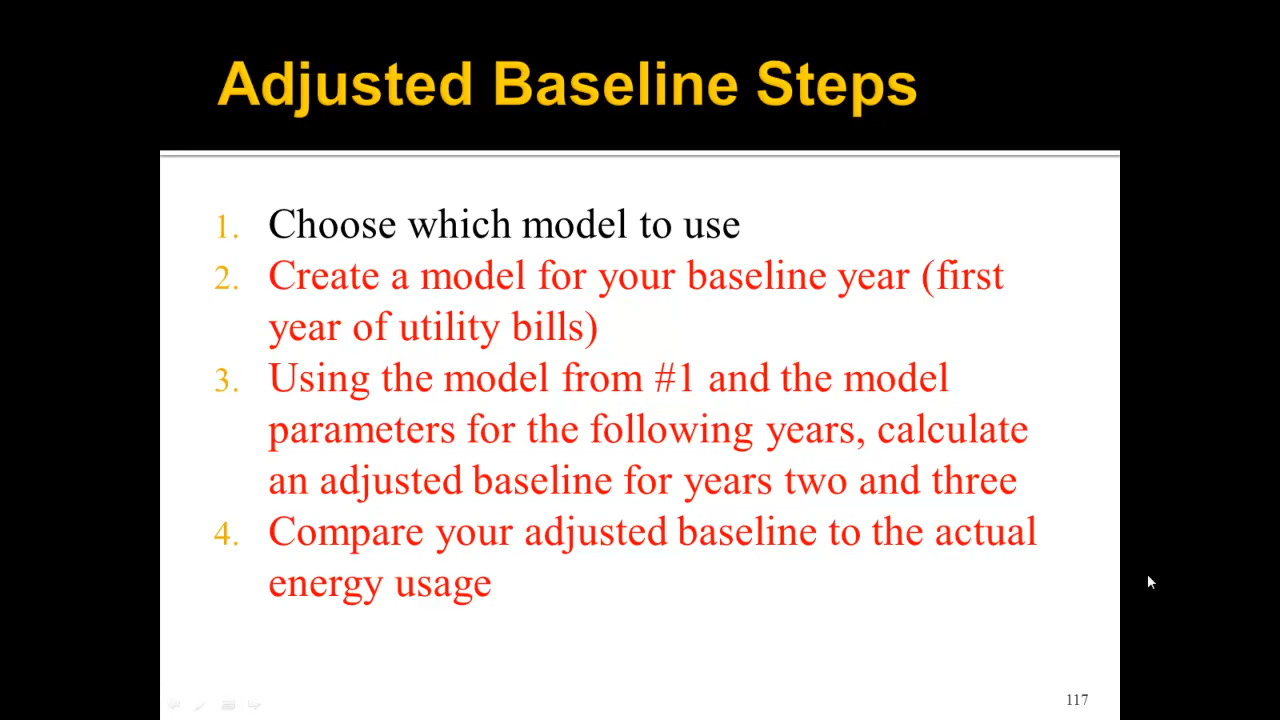 Adjusted Baseline Steps
1. Choose which model to use
2. Create a model for your baseline year (first
year of utility bills)
3. Using the model from #1 and the model
parameters for the following years, calculate
an adjusted baseline for years two and three
4. Compare your adjusted baseline to the actual
energy usage
117